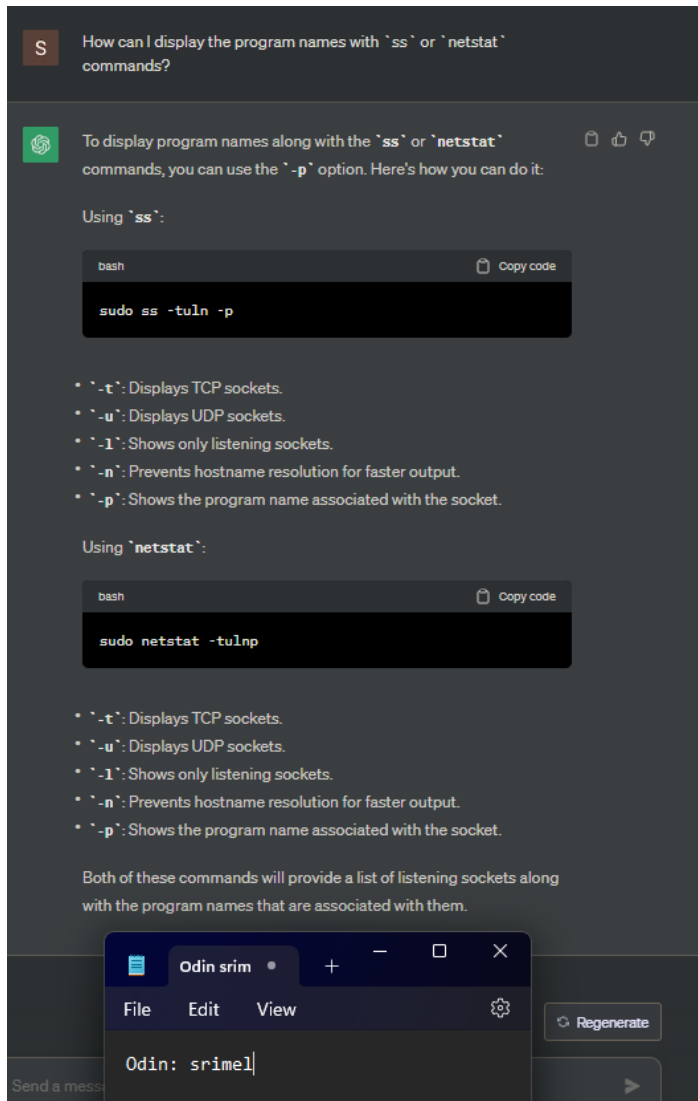 S
How can I display the program names with `ss` or `netstat`
commands?
To display program names along with the `ss` or `netstat`
commands, you can use the `-p` option. Here's how you can do it:
Using `ss`:
bash
Copy code
sudo ss -tuln -p
• `-t`: Displays TCP sockets.
• `-u`: Displays UDP sockets.
• `-l`: Shows only listening sockets.
• `-n`: Prevents hostname resolution for faster output.
• `-p`: Shows the program name associated with the socket.
Using `netstat`:
bash
Copy code
sudo netstat -tulnp
• `-t`: Displays TCP sockets.
• `-u`: Displays UDP sockets.
• `-l`: Shows only listening sockets.
• `-n`: Prevents hostname resolution for faster output.
• `-p`: Shows the program name associated with the socket.
Both of these commands will provide a list of listening sockets along
with the program names that are associated with them.
Odin srim
File Edit View
Regenerate
Odin: srimel
Send a mess